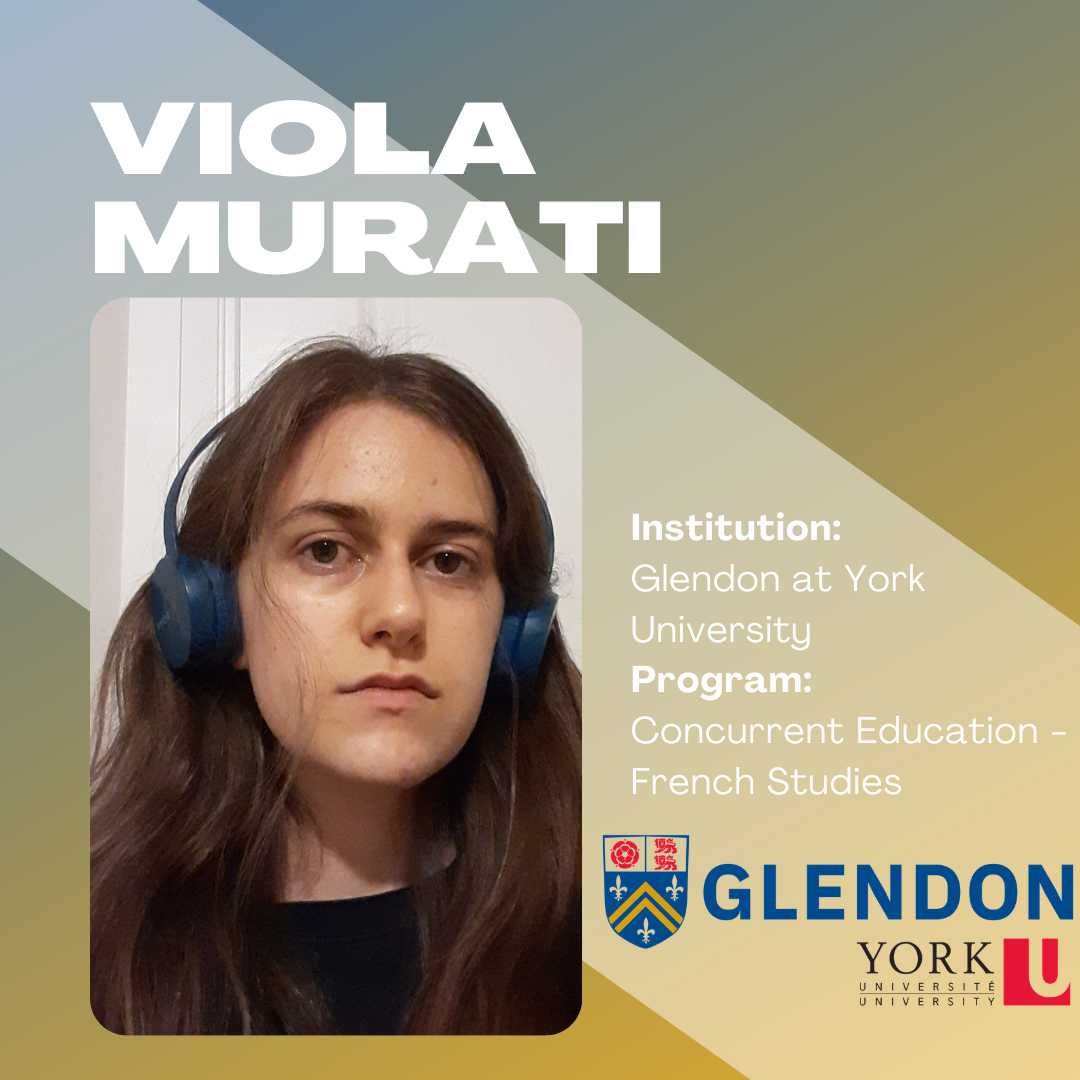 VIOLA
MURATI
Institution:
Glendon at York
University
Program:
Concurrent Education -
French Studies
GLENDON
YORK U
UNIVERSITÉ
UNIVERSITY